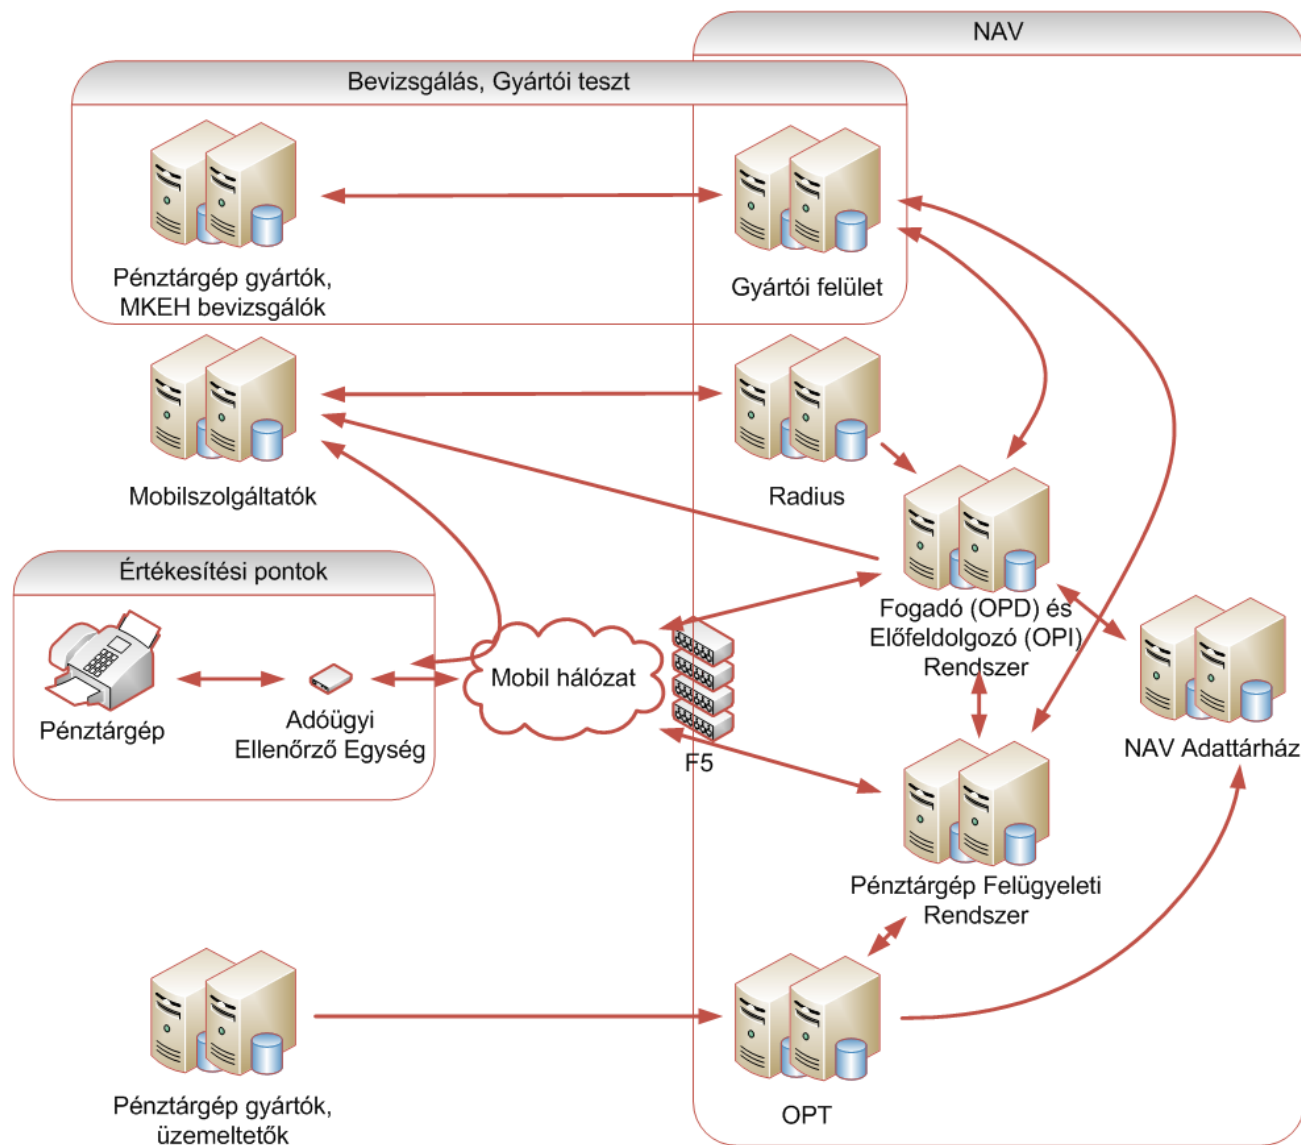 NAV
Bevizsgálás, Gyártói teszt
Pénztárgép gyártók,
MKEH bevizsgálók
Gyártói felület
Mobilszolgáltatók
Radius
Értékesítési pontok
Fogadó (OPD) és
Előfeldolgozó (OPI)
Rendszer
Pénztárgép
Adóügyi
Ellenőrző Egység
Mobil hálózat
F5
NAV Adattárház
Pénztárgép Felügyeleti
Rendszer
Pénztárgép gyártók,
üzemeltetők
OPT